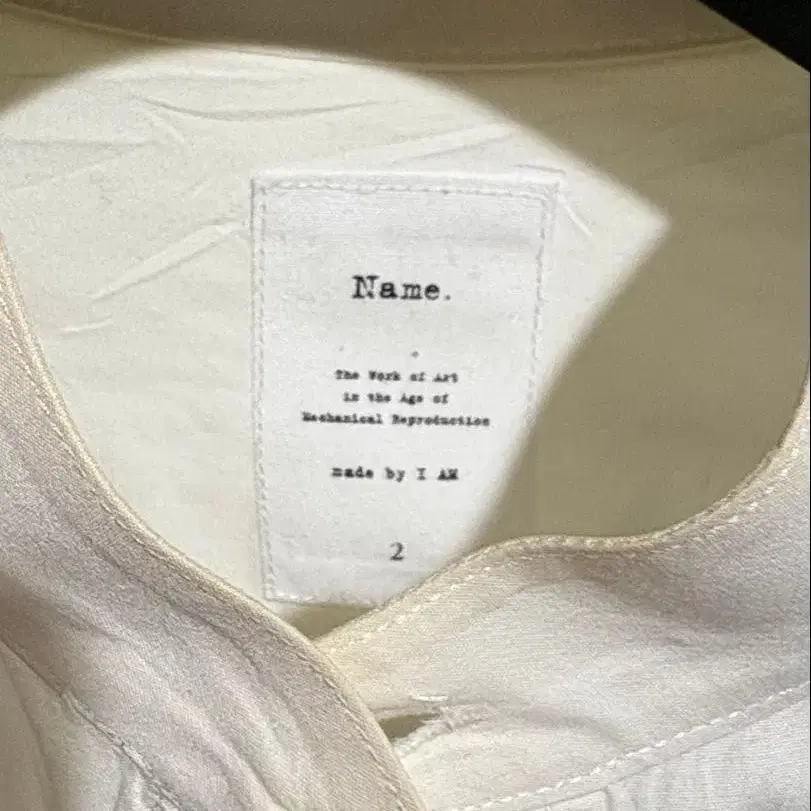 Name.
The Work of Art
in the Age of
Mechanical Reproduction
made by I AM
2